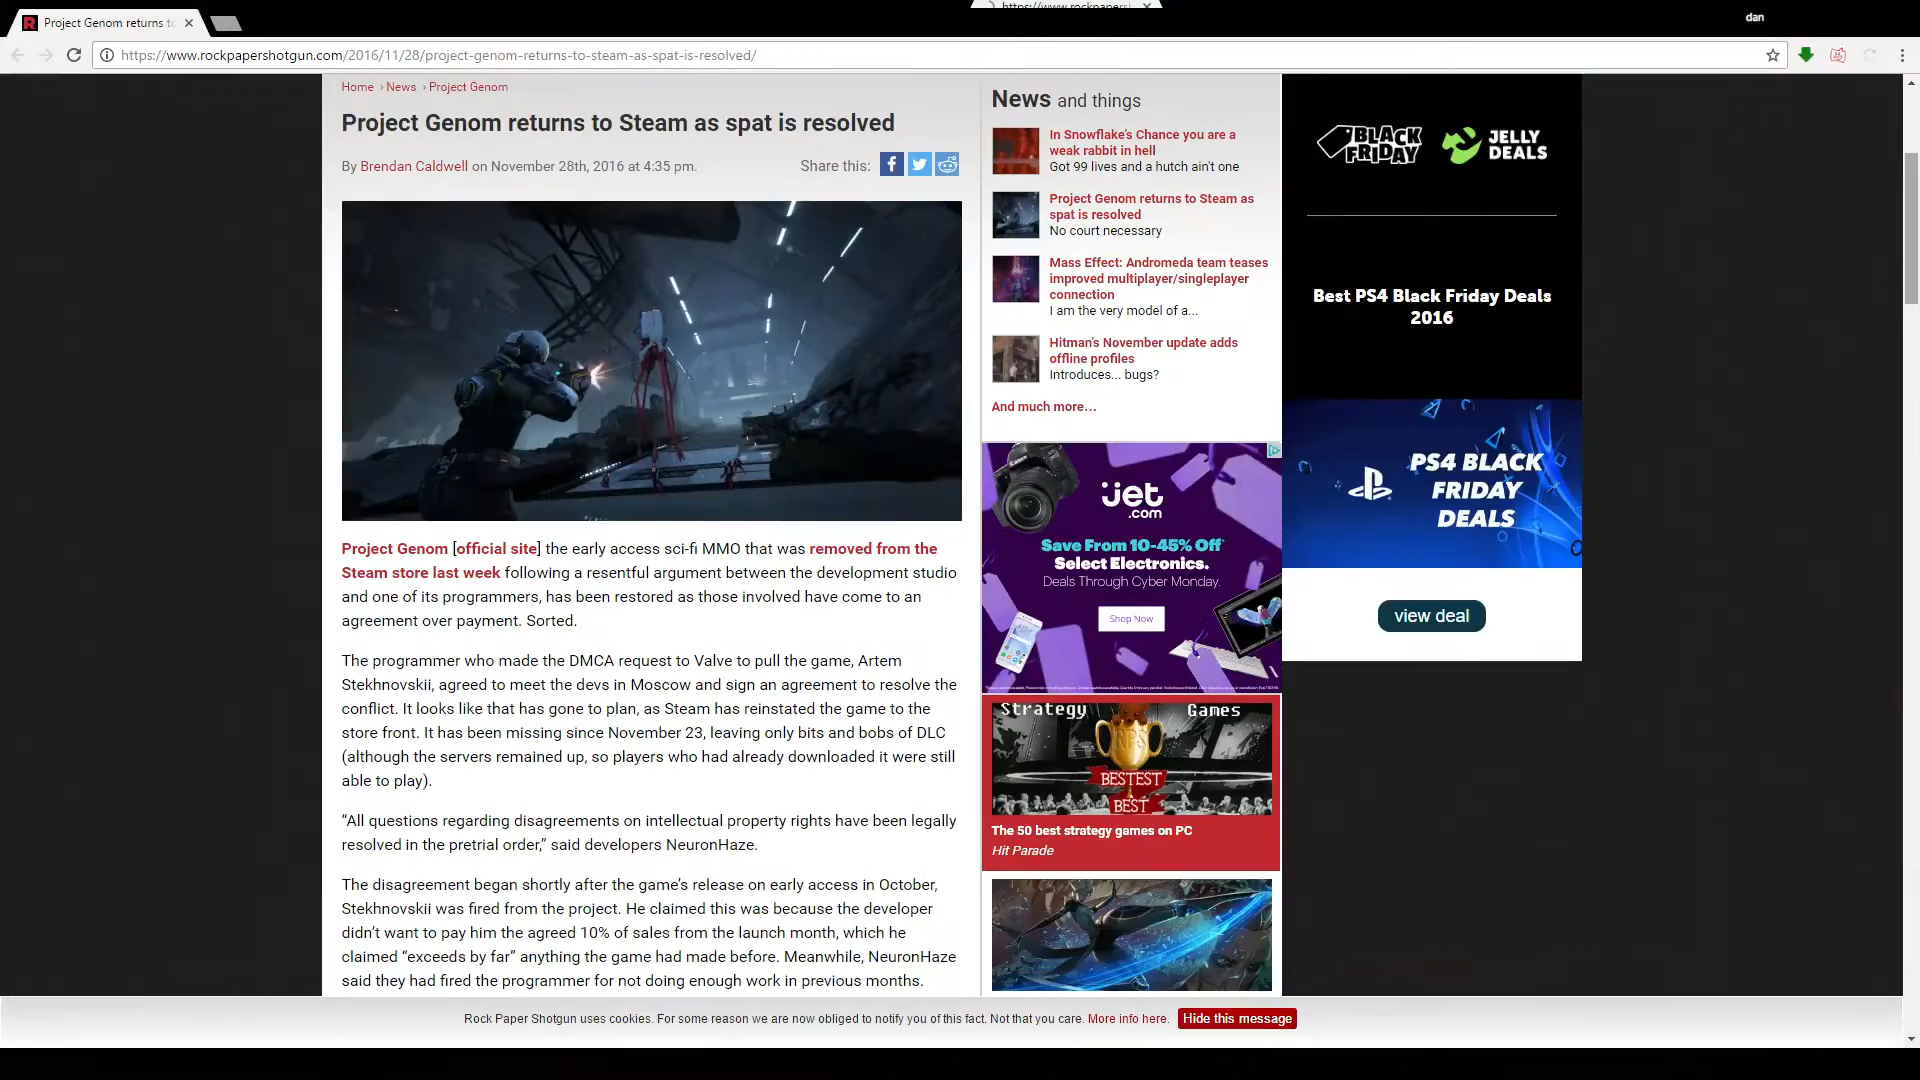 Project Genom returns to
https://www.rockpapers
dan
https://www.rockpapershotgun.com/2016/11/28/project-genom-returns-to-steam-as-spat-is-resolved/
Home › News › Project Genom
Project Genom returns to Steam as spat is resolved
By Brendan Caldwell on November 28th, 2016 at 4:35 pm.
Share this:
Project Genom [official site] the early access sci-fi MMO that was removed from the
Steam store last week following a resentful argument between the development studio
and one of its programmers, has been restored as those involved have come to an
agreement over payment. Sorted.
The programmer who made the DMCA request to Valve to pull the game, Artem
Stekhnovskii, agreed to meet the devs in Moscow and sign an agreement to resolve the
conflict. It looks like that has gone to plan, as Steam has reinstated the game to the
store front. It has been missing since November 23, leaving only bits and bobs of DLC
(although the servers remained up, so players who had already downloaded it were still
able to play).
“All questions regarding disagreements on intellectual property rights have been legally
resolved in the pretrial order,” said developers NeuronHaze.
The disagreement began shortly after the game’s release on early access in October,
Stekhnovskii was fired from the project. He claimed this was because the developer
didn’t want to pay him the agreed 10% of sales from the launch month, which he
claimed “exceeds by far” anything the game had made before. Meanwhile, NeuronHaze
said they had fired the programmer for not doing enough work in previous months.
News and things
In Snowflake’s Chance you are a
weak rabbit in hell
Got 99 lives and a hutch ain't one
Project Genom returns to Steam as
spat is resolved
No court necessary
Mass Effect: Andromeda team teases
improved multiplayer/singleplayer
connection
I am the very model of a...
Hitman’s November update adds
offline profiles
Introduces... bugs?
And much more...
Canon
jet
.com
Save From 10-45% Off*
Select Electronics.
Deals Through Cyber Monday.
Shop Now
Strategy Games
RPS
BESTEST
BEST
The 50 best strategy games on PC
Hit Parade
BLACK
FRIDAY
JELLY
DEALS
Best PS4 Black Friday Deals
2016
PS4 BLACK
FRIDAY
DEALS
view deal
Rock Paper Shotgun uses cookies. For some reason we are now obliged to notify you of this fact. Not that you care. More info here.
Hide this message